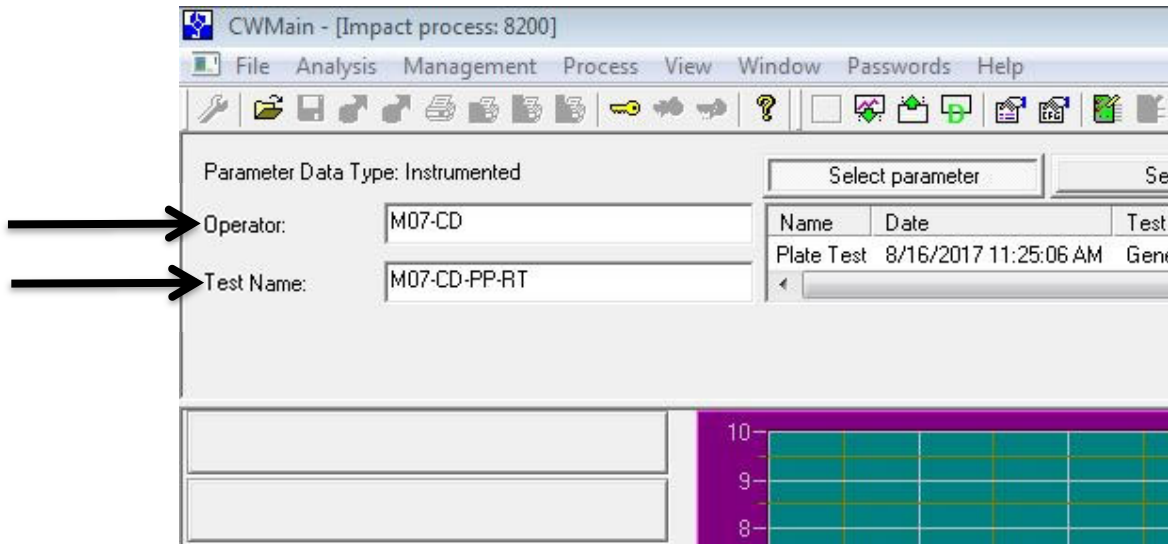 CWMain - [Impact process: 8200]
File Analysis Management Process View Window Passwords Help
Parameter Data Type: Instrumented
Select parameter
Operator: M07-CD
Name Date Test
Plate Test 8/16/2017 11:25:06 AM
Test Name: M07-CD-PP-RT
10
9
8